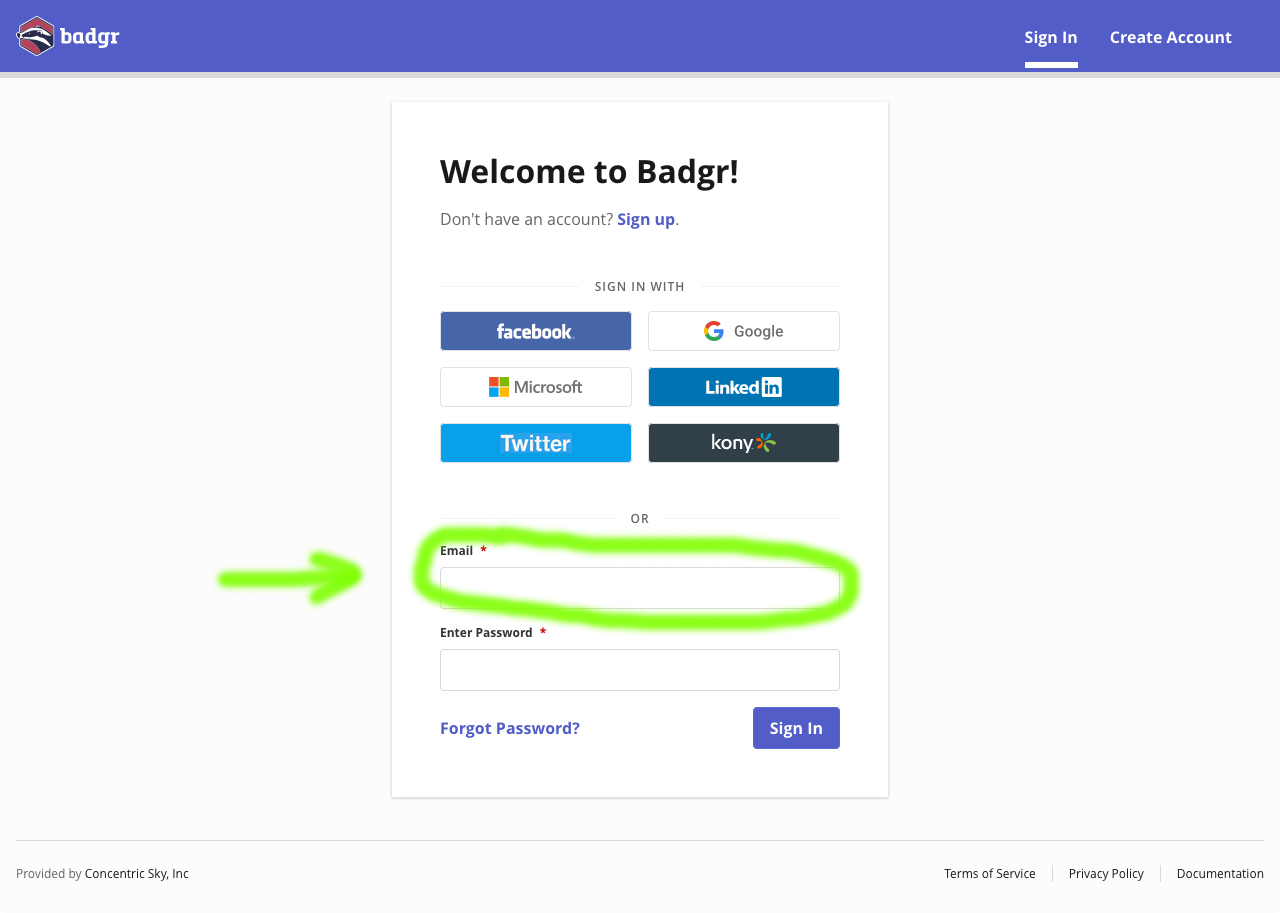 badgr
Sign In
Create Account
Welcome to Badgr!
Don't have an account? Sign up.
SIGN IN WITH
facebook.
Google
Microsoft
Linked in
Twitter
kony
OR
Email *
Enter Password *
Forgot Password?
Sign In
Provided by Concentric Sky, Inc
Terms of Service
Privacy Policy
Documentation